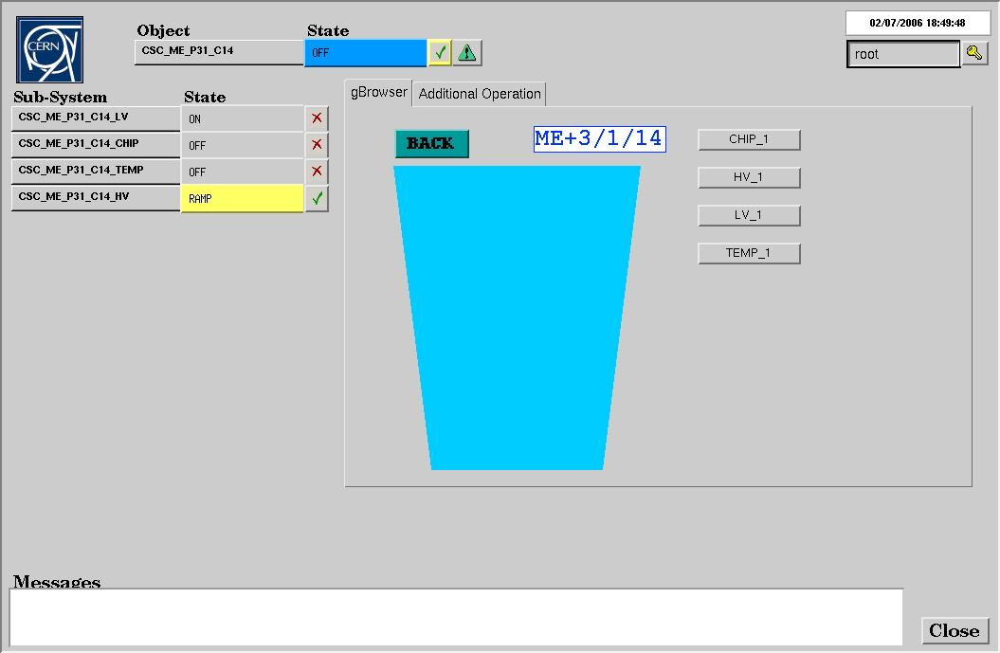 CERN
Object State
CSC_ME_P31_C14 OFF
02/07/2006 18:49:48
root
Sub-System State
CSC_ME_P31_C14_LV ON
CSC_ME_P31_C14_CHIP OFF
CSC_ME_P31_C14_TEMP OFF
CSC_ME_P31_C14_HV RAMP
gBrowser Additional Operation
BACK ME+3/1/14
CHIP_1
HV_1
LV_1
TEMP_1
Messages
Close